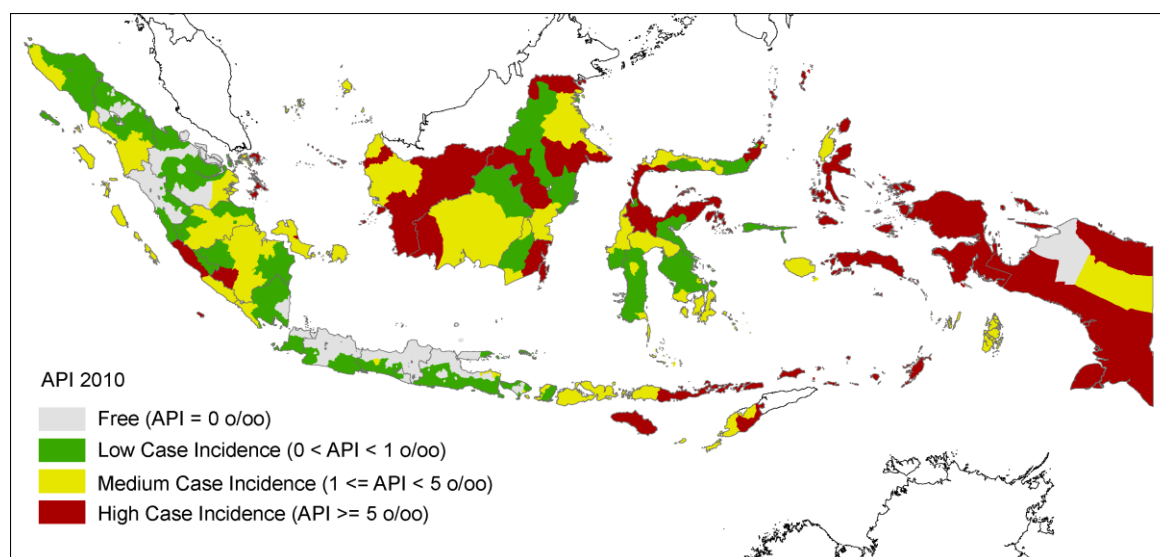 API 2010
Free (API = 0 o/oo)
Low Case Incidence (0 < API < 1 o/oo)
Medium Case Incidence (1 <= API < 5 o/oo)
High Case Incidence (API >= 5 o/oo)